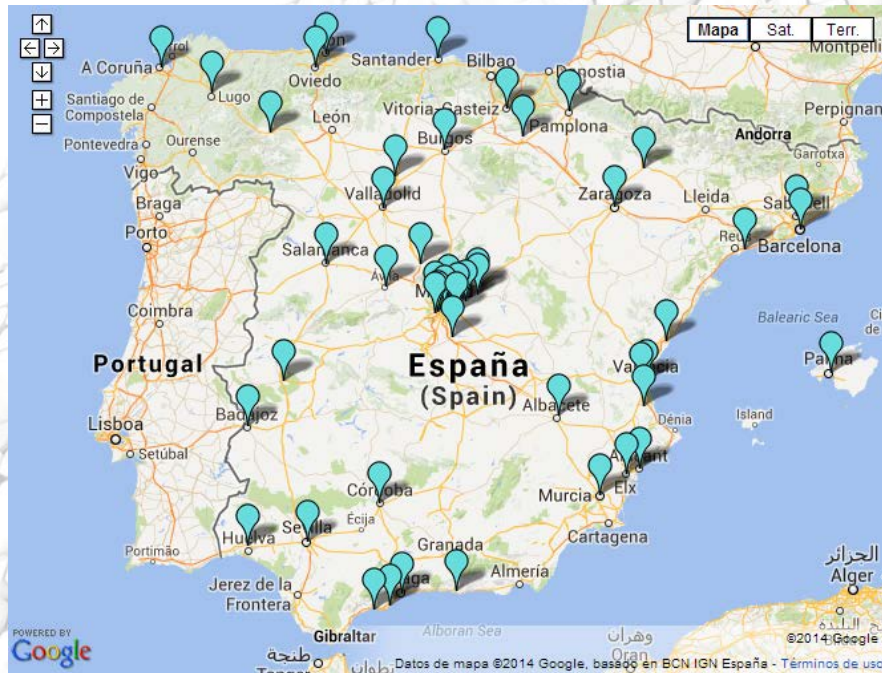 Mapa Sat. Terr.
Montpelli
A Coruña
Oviedo
Santander
Bilbao
Donostia
Santiago de
Compostela
Lugo
León
Vitoria-Gasteiz
Pamplona
Perpignan
Andorra
Pontevedra
Ourense
Burgos
Garrotxa
Vigo
Braga
Valladolid
Zaragoza
Lleida
Sabadell
Porto
Reus
Barcelona
Salamanca
Ávila
Coimbra
Balearic Sea
Portugal
España
(Spain)
Valencia
Palma
Badajoz
Albacete
Lisboa
Dénia
Island
Setúbal
Córdoba
Murcia
Elx
Huelva
Sevilla
Écija
Cartagena
Portimão
Granada
Almería
Jerez de la
Frontera
الجزائر
Alger
Gibraltar
Alboran Sea
وهران
Oran
طنجة
POWERED BY
Google
©2014 Google
Datos de mapa ©2014 Google, basado en BCN IGN España - Términos de uso